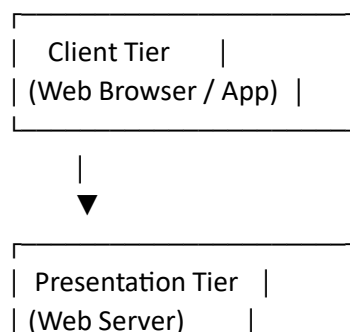 ┌───────────────────
│ Client Tier │
│ (Web Browser / App) │
└───────────────────
│
▼
┌───────────────────
│ Presentation Tier │
│ (Web Server) │